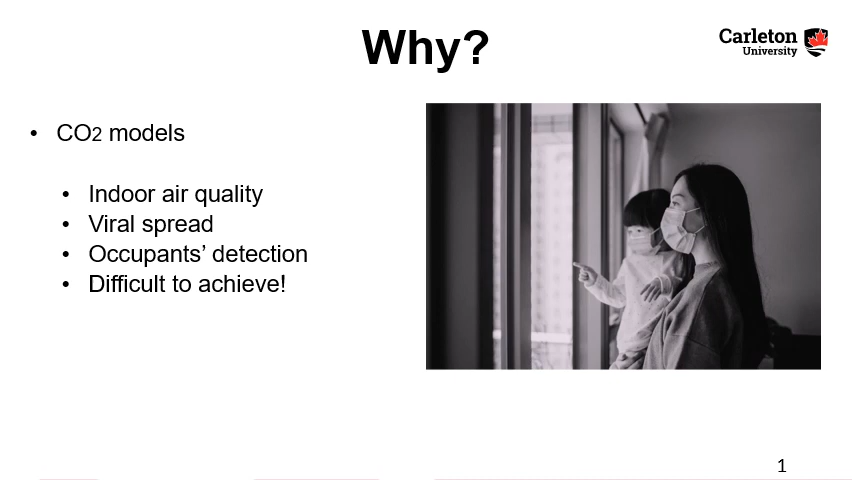 Why?
Carleton
University
• CO2 models
• Indoor air quality
• Viral spread
• Occupants’ detection
• Difficult to achieve!
1